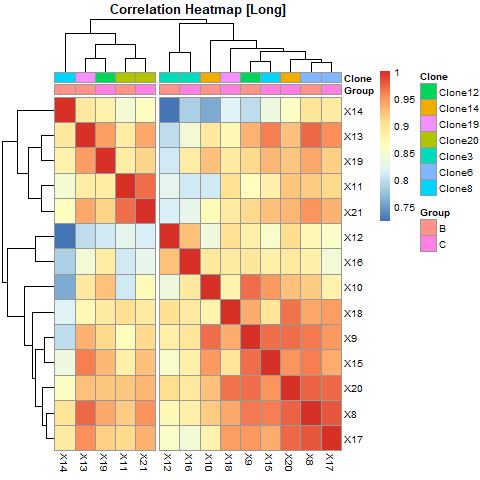 Correlation Heatmap [Long]
Clone
Group
X14
X13
X19
X11
X21
X12
X16
X10
X18
X9
X15
X20
X8
X17
X14
X13
X19
X11
X21
X12
X16
X10
X18
X9
X15
X20
X8
X17
1
0.95
0.9
0.85
0.8
0.75
Clone
Clone12
Clone14
Clone19
Clone20
Clone3
Clone6
Clone8
Group
B
C